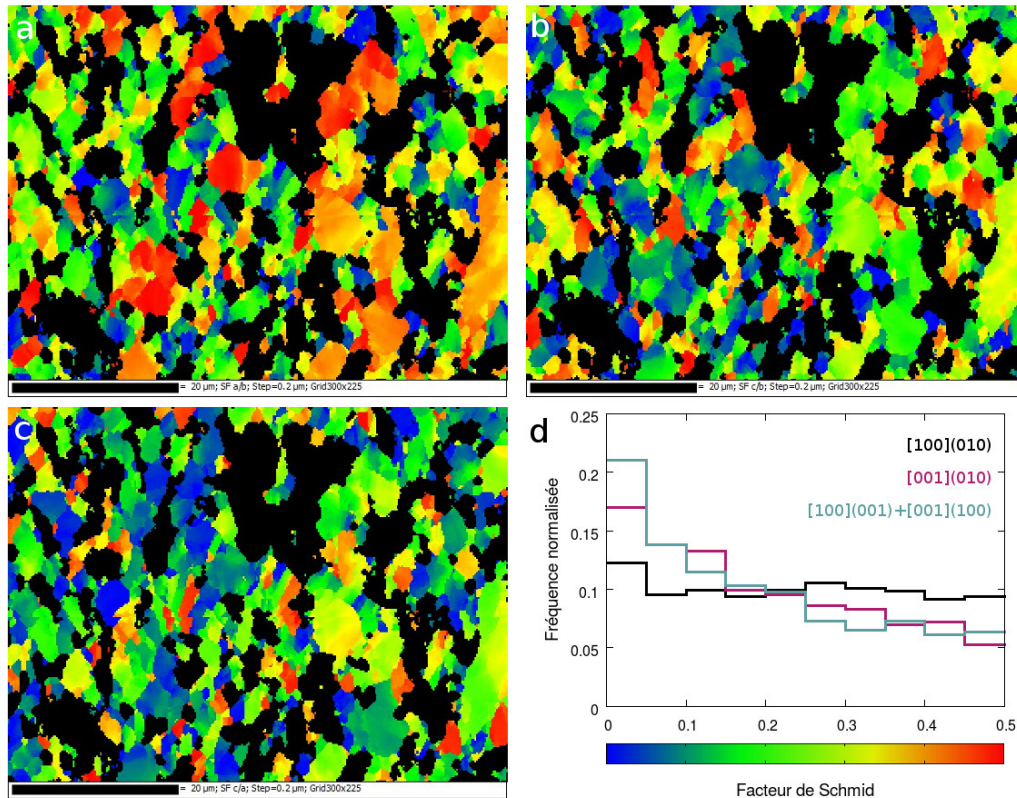 a
b
= 20 µm; SF a/b; Step=0.2 µm; Grid300x225
= 20 µm; SF c/b; Step=0.2 µm; Grid300x225
c
d
[100](010)
[001](010)
[100](001)+[001](100)
Fréquence normalisée
0.25
0.2
0.15
0.1
0.05
0
0 0.1 0.2 0.3 0.4 0.5
= 20 µm; SF c/a; Step=0.2 µm; Grid300x225
Facteur de Schmid